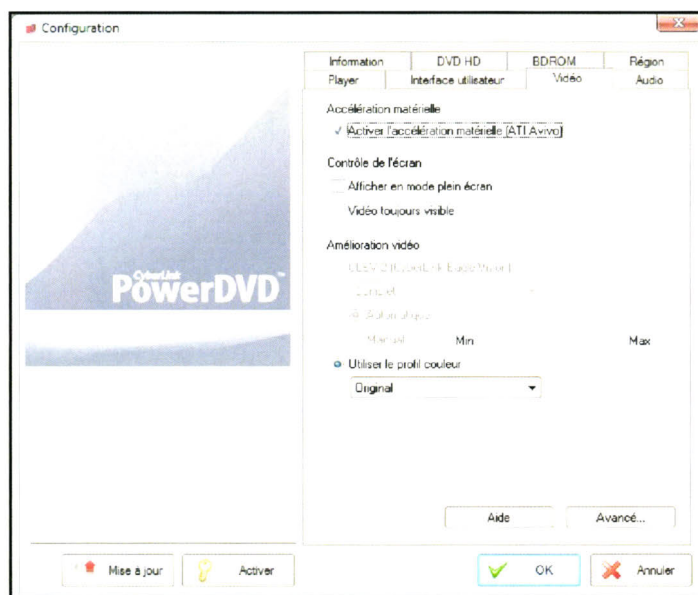 Configuration
Information DVD HD BDROM Région
Player Interface utilisateur Vidéo Audio
Accélération matérielle
Activer l'accélération matérielle (ATI Avivo)
Contrôle de l'écran
Afficher en mode plein écran
Vidéo toujours visible
Amélioration vidéo
Automatique
Manuel Min Max
Utiliser le profil couleur
Original
CyberLink
PowerDVD™
Aide Avancé...
Mise à jour Activer OK Annuler